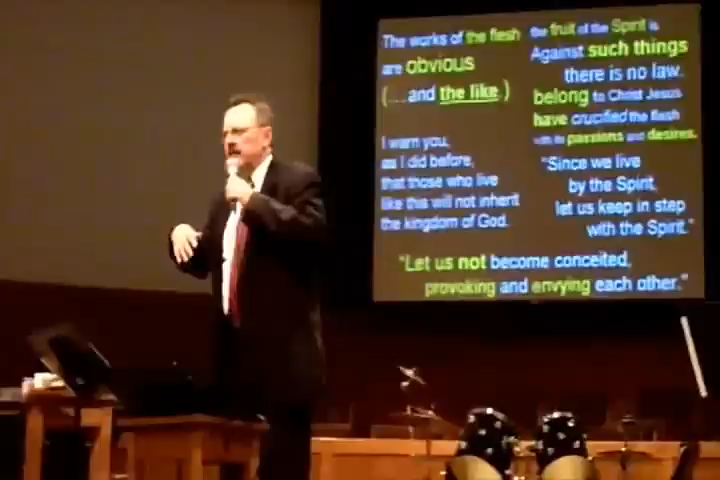 The works of the flesh
are obvious
(...and the like.)
I warn you,
as I did before,
that those who live
like this will not inherit
the kingdom of God.
the fruit of the Spirit is
Against such things
there is no law.
belong to Christ Jesus
have crucified the flesh
with its passions and desires.
"Since we live
by the Spirit,
let us keep in step
with the Spirit."
"Let us not become conceited,
provoking and envying each other."